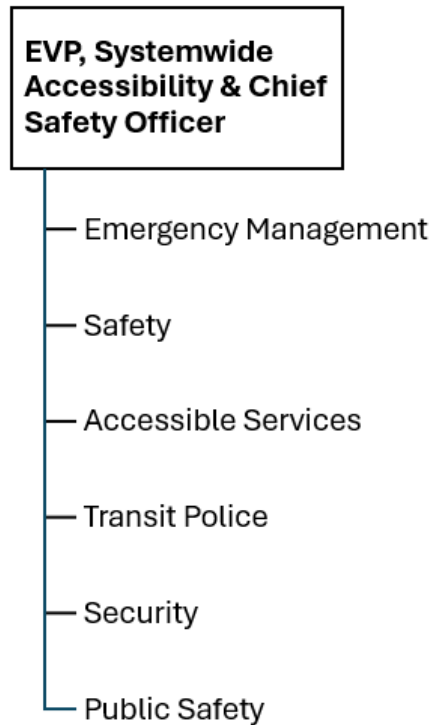 EVP, Systemwide
Accessibility & Chief
Safety Officer
Emergency Management
Safety
Accessible Services
Transit Police
Security
Public Safety